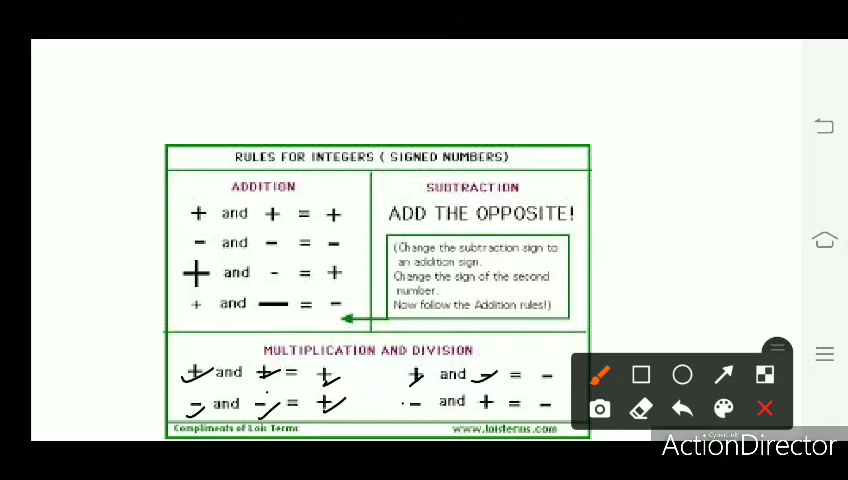 RULES FOR INTEGERS ( SIGNED NUMBERS)
ADDITION
+ and + = +
- and - = -
+ and - = +
+ and - = -
SUBTRACTION
ADD THE OPPOSITE!
(Change the subtraction sign to
an addition sign.
Change the sign of the second
number.
Now follow the Addition rules!)
MULTIPLICATION AND DIVISION
+ and + = + + and - = -
- and - = + - and + = -
Compliments of Lois Terms www.loisterms.com
CyberLink
ActionDirector